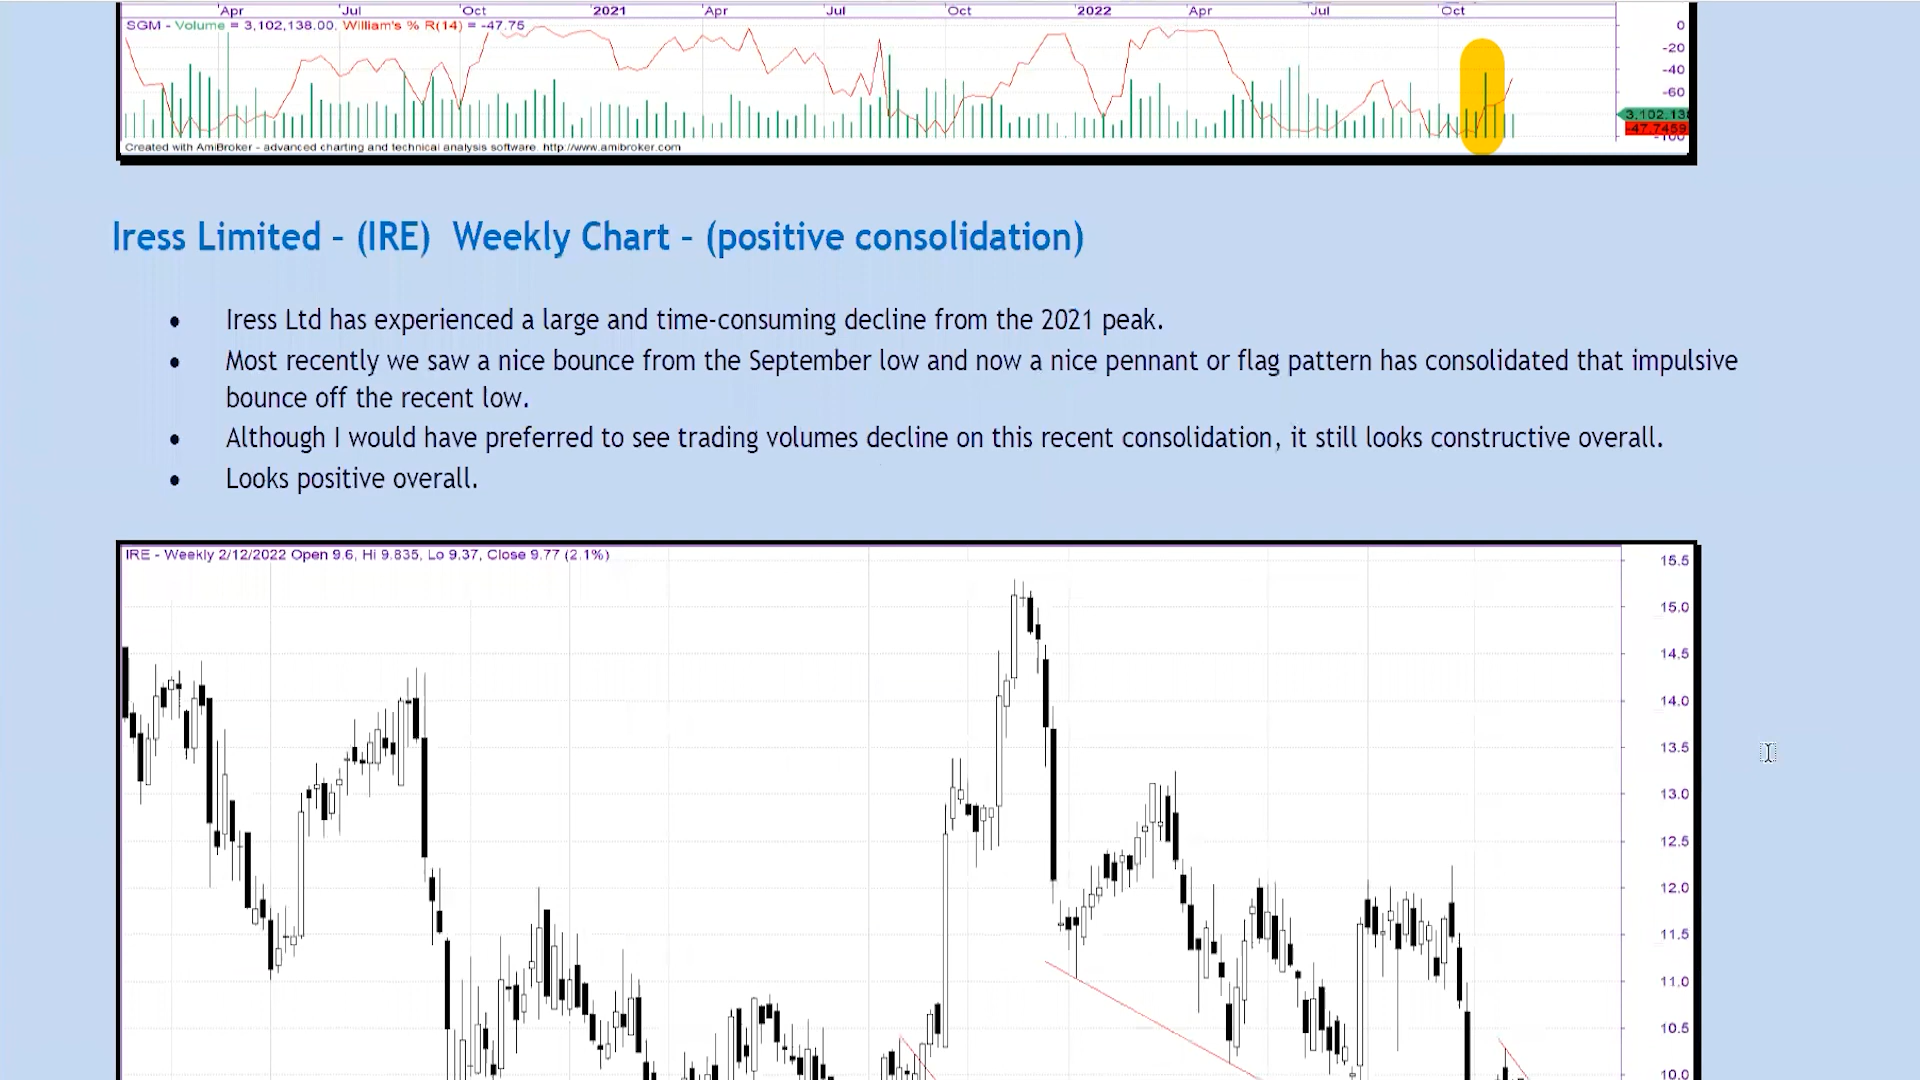 Apr Jul Oct 2021 Apr Jul Oct 2022 Apr Jul Oct
SGM - Volume = 3,102,138.00, William's % R(14) = -47.75
0
-20
-40
-60
3,102,13
-47.7459
-100
Created with AmiBroker - advanced charting and technical analysis software. http://www.amibroker.com
Iress Limited – (IRE) Weekly Chart – (positive consolidation)
• Iress Ltd has experienced a large and time-consuming decline from the 2021 peak.
• Most recently we saw a nice bounce from the September low and now a nice pennant or flag pattern has consolidated that impulsive
bounce off the recent low.
• Although I would have preferred to see trading volumes decline on this recent consolidation, it still looks constructive overall.
• Looks positive overall.
IRE - Weekly 2/12/2022 Open 9.6, Hi 9.835, Lo 9.37, Close 9.77 (2.1%)
15.5
15.0
14.5
14.0
13.5
13.0
12.5
12.0
11.5
11.0
10.5
10.0